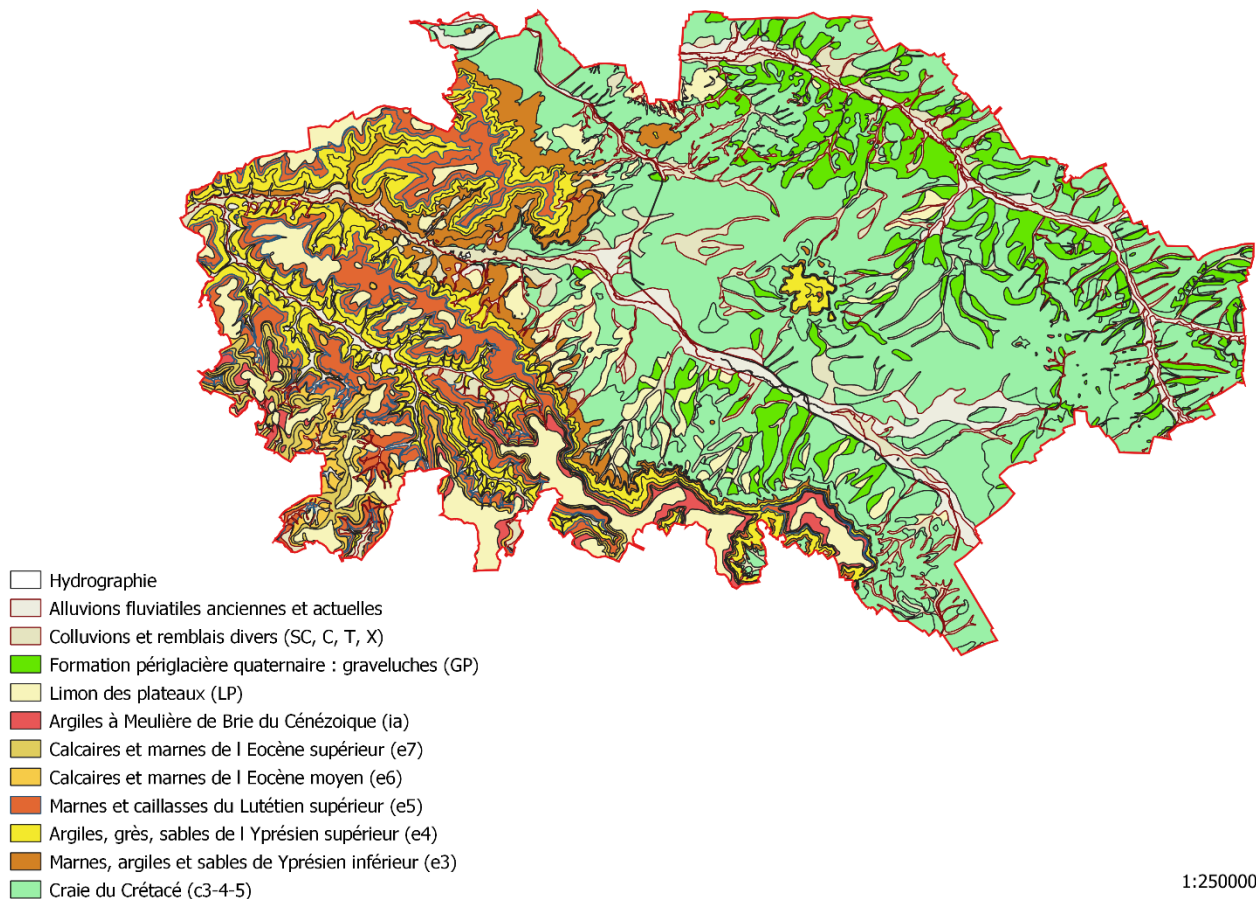 Hydrographie
Alluvions fluviatiles anciennes et actuelles
Colluvions et remblais divers (SC, C, T, X)
Formation périglacière quaternaire : graveluches (GP)
Limon des plateaux (LP)
Argiles à Meulière de Brie du Cénézoique (ia)
Calcaires et marnes de l Eocène supérieur (e7)
Calcaires et marnes de l Eocène moyen (e6)
Marnes et caillasses du Lutétien supérieur (e5)
Argiles, grès, sables de l Yprésien supérieur (e4)
Marnes, argiles et sables de Yprésien inférieur (e3)
Craie du Crétacé (c3-4-5)
1:250000